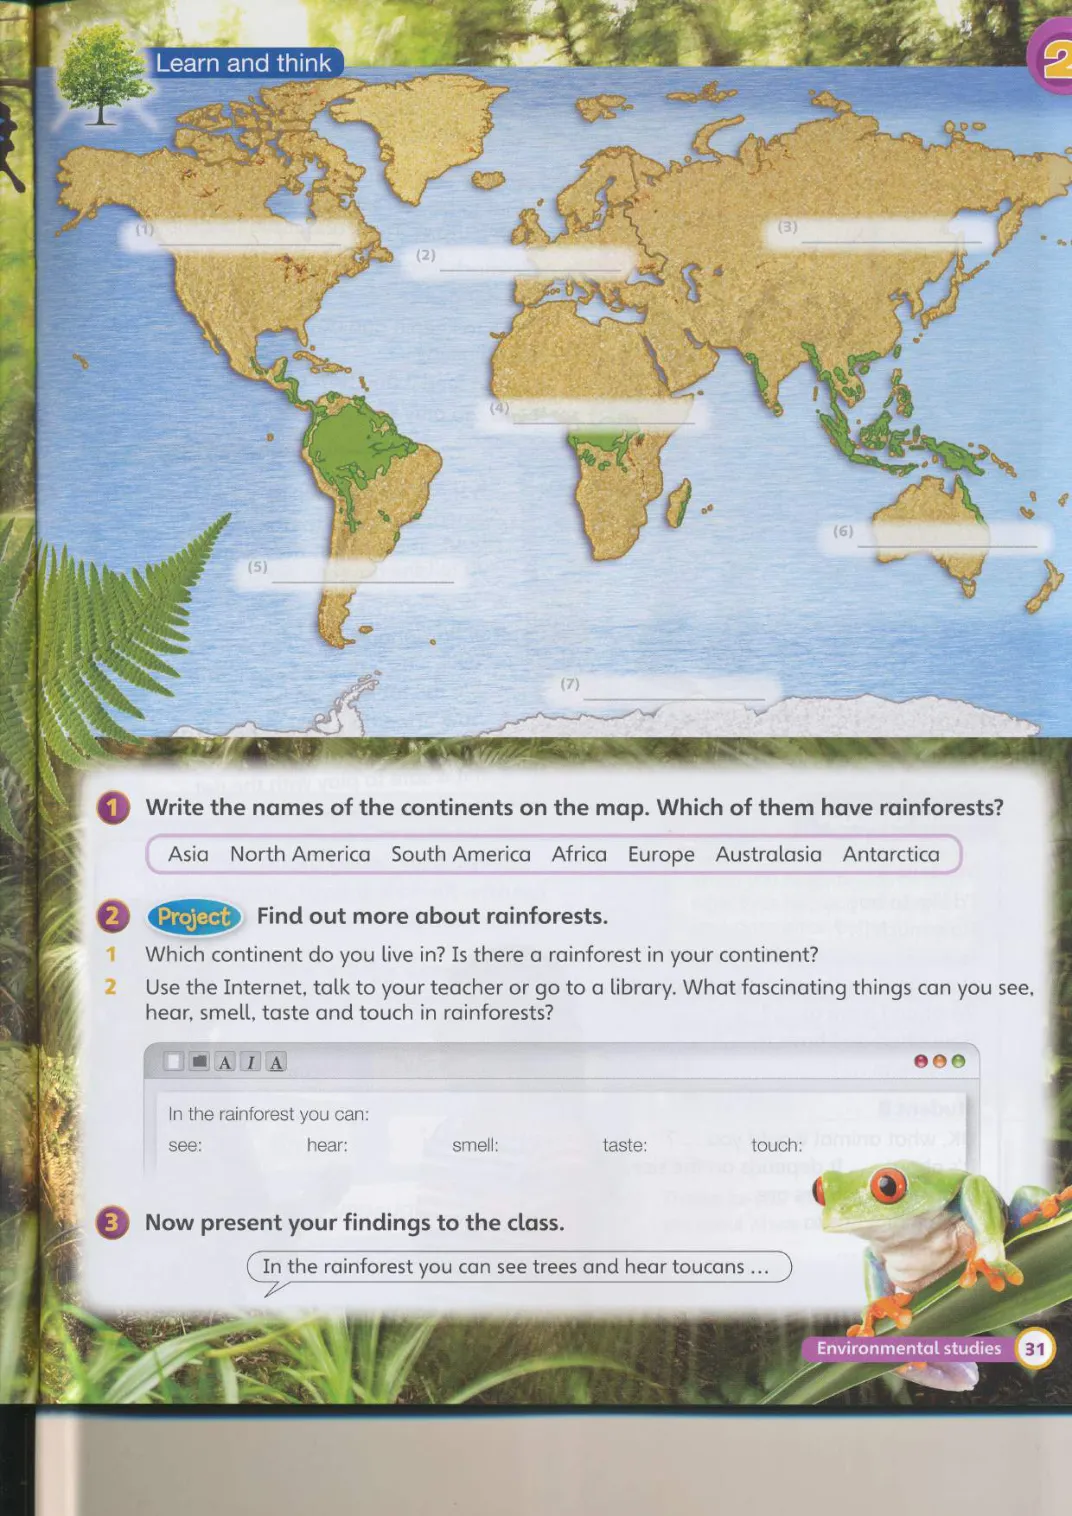 Learn and think
2
(1)
(2)
(3)
(4)
(5)
(6)
(7)
1 Write the names of the continents on the map. Which of them have rainforests?
Asia North America South America Africa Europe Australasia Antarctica
2 Project Find out more about rainforests.
1 Which continent do you live in? Is there a rainforest in your continent?
2 Use the Internet, talk to your teacher or go to a library. What fascinating things can you see,
hear, smell, taste and touch in rainforests?
A I A
In the rainforest you can:
see: hear: smell: taste: touch:
3 Now present your findings to the class.
In the rainforest you can see trees and hear toucans ...
Environmental studies 31